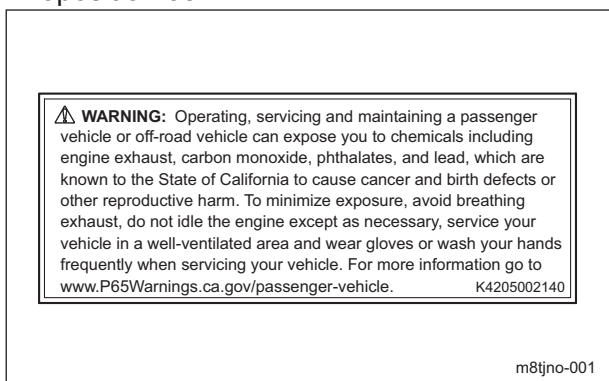 ⚠ WARNING: Operating, servicing and maintaining a passenger
vehicle or off-road vehicle can expose you to chemicals including
engine exhaust, carbon monoxide, phthalates, and lead, which are
known to the State of California to cause cancer and birth defects or
other reproductive harm. To minimize exposure, avoid breathing
exhaust, do not idle the engine except as necessary, service your
vehicle in a well-ventilated area and wear gloves or wash your hands
frequently when servicing your vehicle. For more information go to
www.P65Warnings.ca.gov/passenger-vehicle. K4205002140
m8tjno-001